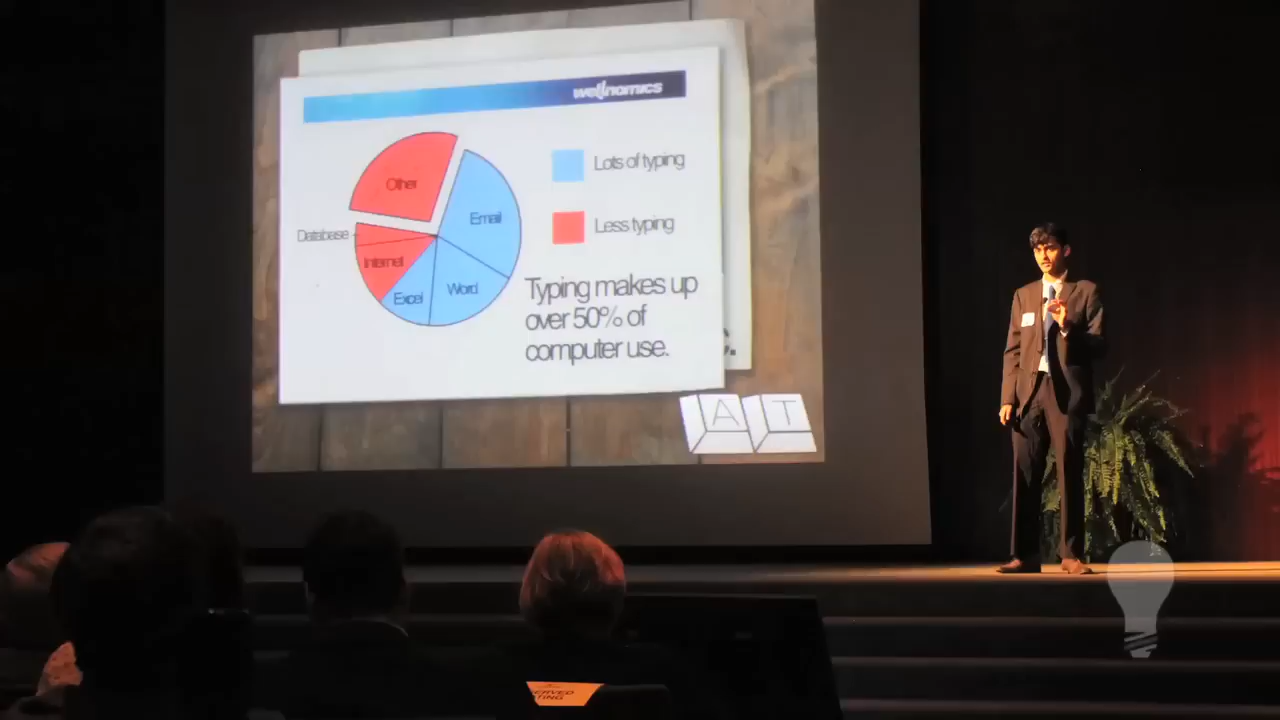 wellnomics
Other
Database
Internet
Excel
Word
Email
Lots of typing
Less typing
Typing makes up
over 50% of
computer use.
c.
A T